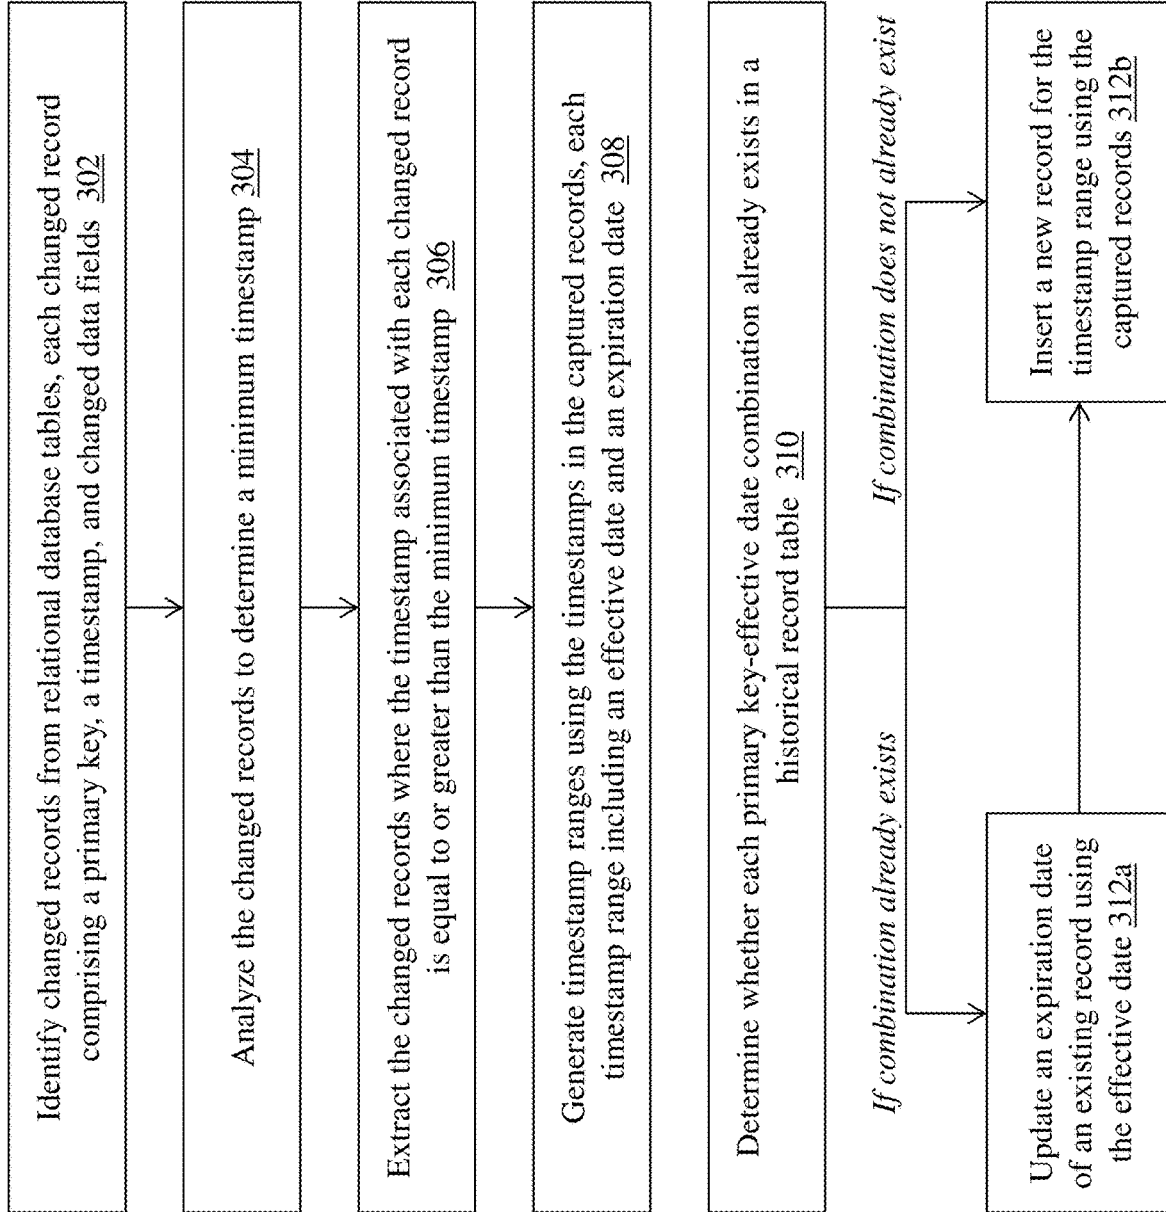 Identify changed records from relational database tables, each changed record
comprising a primary key, a timestamp, and changed data fields 302
Analyze the changed records to determine a minimum timestamp 304
Extract the changed records where the timestamp associated with each changed record
is equal to or greater than the minimum timestamp 306
Generate timestamp ranges using the timestamps in the captured records, each
timestamp range including an effective date and an expiration date 308
Determine whether each primary key-effective date combination already exists in a
historical record table 310
If combination already exists
If combination does not already exist
Update an expiration date
of an existing record using
the effective date 312a
Insert a new record for the
timestamp range using the
captured records 312b